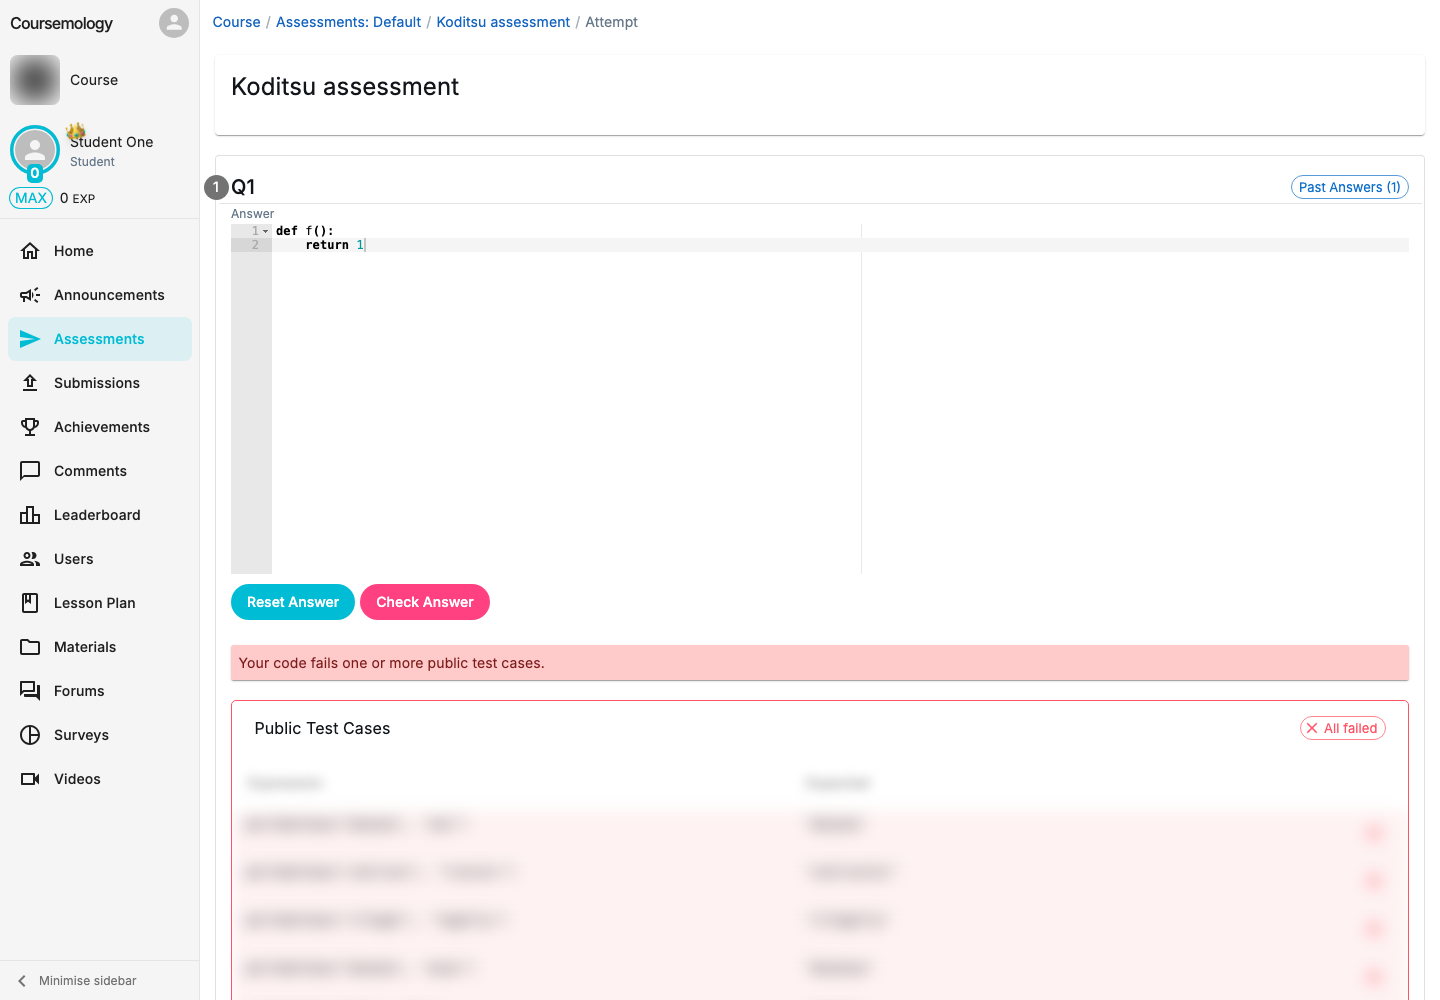 Coursemology
Course
Student One
Student
0
MAX 0 EXP
Home
Announcements
Assessments
Submissions
Achievements
Comments
Leaderboard
Users
Lesson Plan
Materials
Forums
Surveys
Videos
Minimise sidebar
Course / Assessments: Default / Koditsu assessment / Attempt
Koditsu assessment
1 Q1
Past Answers (1)
Answer
1 def f():
2 return 1
Reset Answer Check Answer
Your code fails one or more public test cases.
Public Test Cases
All failed